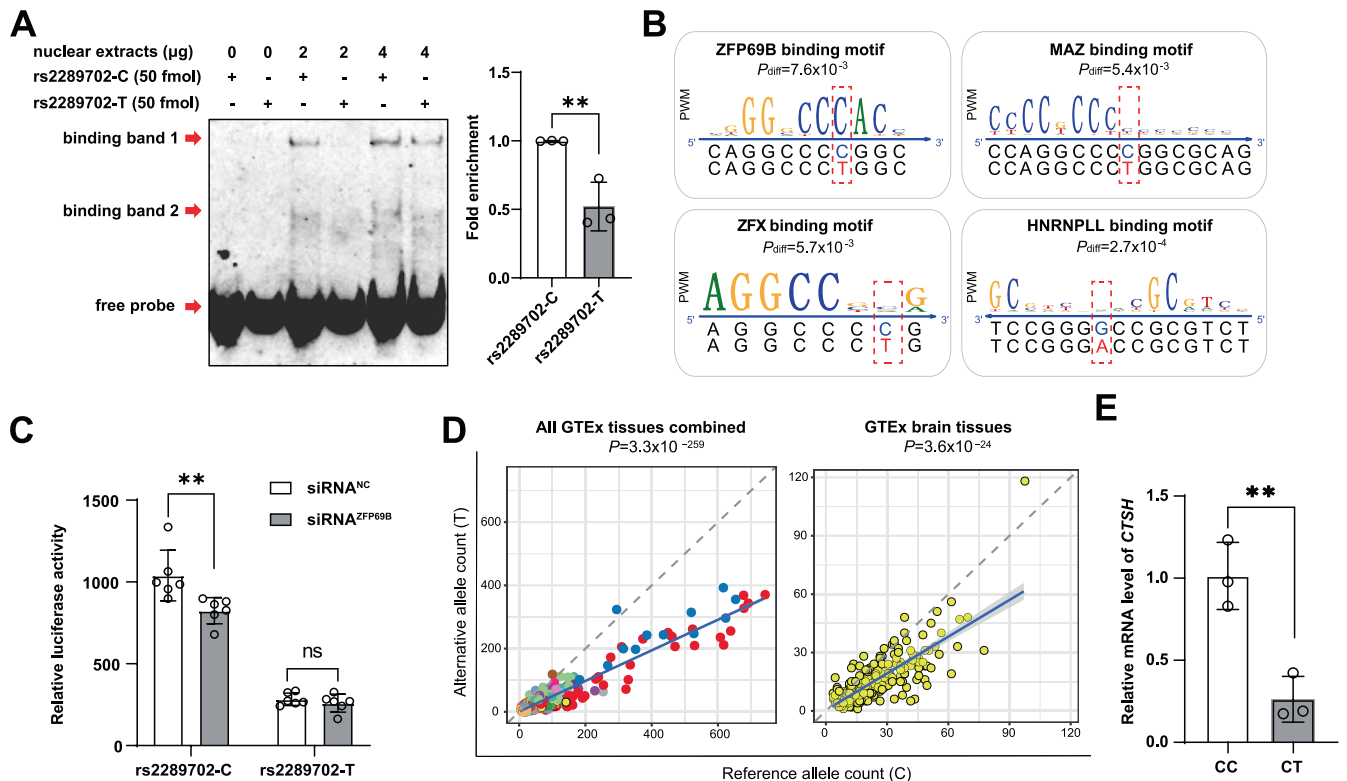 A
nuclear extracts (µg) 0 0 2 2 4 4
rs2289702-C (50 fmol) + - + - + -
rs2289702-T (50 fmol) - + - + - +
binding band 1
binding band 2
free probe
Fold enrichment
1.5
1.0
0.5
0.0
**
rs2289702-C
rs2289702-T
B
ZFP69B binding motif
Pdiff=7.6x10-3
PWM
GG CCCAC
5' 3'
CAGGCCCCGGC
CAGGCCCTGGC
MAZ binding motif
Pdiff=5.4x10-3
PWM
CCCC CCC
5' 3'
CCAGGCCCCGGCGCAG
CCAGGCCCTGGCGCAG
ZFX binding motif
Pdiff=5.7x10-3
PWM
AGGCC G
5' 3'
A G G C C C C G
A G G C C C T G
HNRNPLL binding motif
Pdiff=2.7x10-4
PWM
GC GC
3' 5'
TCCGGGGCCGCGTCT
TCCGGGACCGCGTCT
C
Relative luciferase activity
1500
1000
500
0
**
ns
siRNANC
siRNAZFP69B
rs2289702-C
rs2289702-T
D
All GTEx tissues combined
P=3.3x10 -259
Alternative allele count (T)
600
400
200
0
0 200 400 600
GTEx brain tissues
P=3.6x10-24
120
90
60
30
0
0 30 60 90 120
Reference allele count (C)
E
Relative mRNA level of CTSH
1.5
1.0
0.5
0.0
**
CC
CT